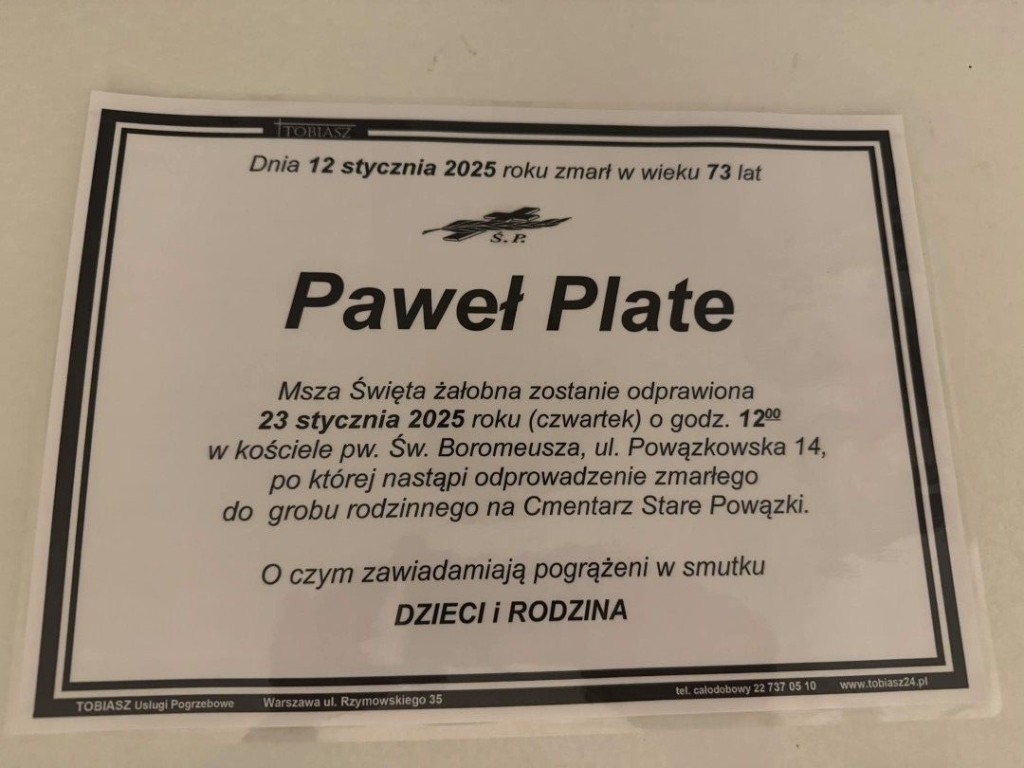 TOBIASZ
Dnia 12 stycznia 2025 roku zmarł w wieku 73 lat
Ś.P.
Paweł Plate
Msza Święta żałobna zostanie odprawiona
23 stycznia 2025 roku (czwartek) o godz. 12⁰⁰
w kościele pw. Św. Boromeusza, ul. Powązkowska 14,
po której nastąpi odprowadzenie zmarłego
do grobu rodzinnego na Cmentarz Stare Powązki.
O czym zawiadamiają pogrążeni w smutku
DZIECI i RODZINA
TOBIASZ Usługi Pogrzebowe Warszawa ul. Rzymowskiego 35 tel. całodobowy 22 737 05 10 www.tobiasz24.pl